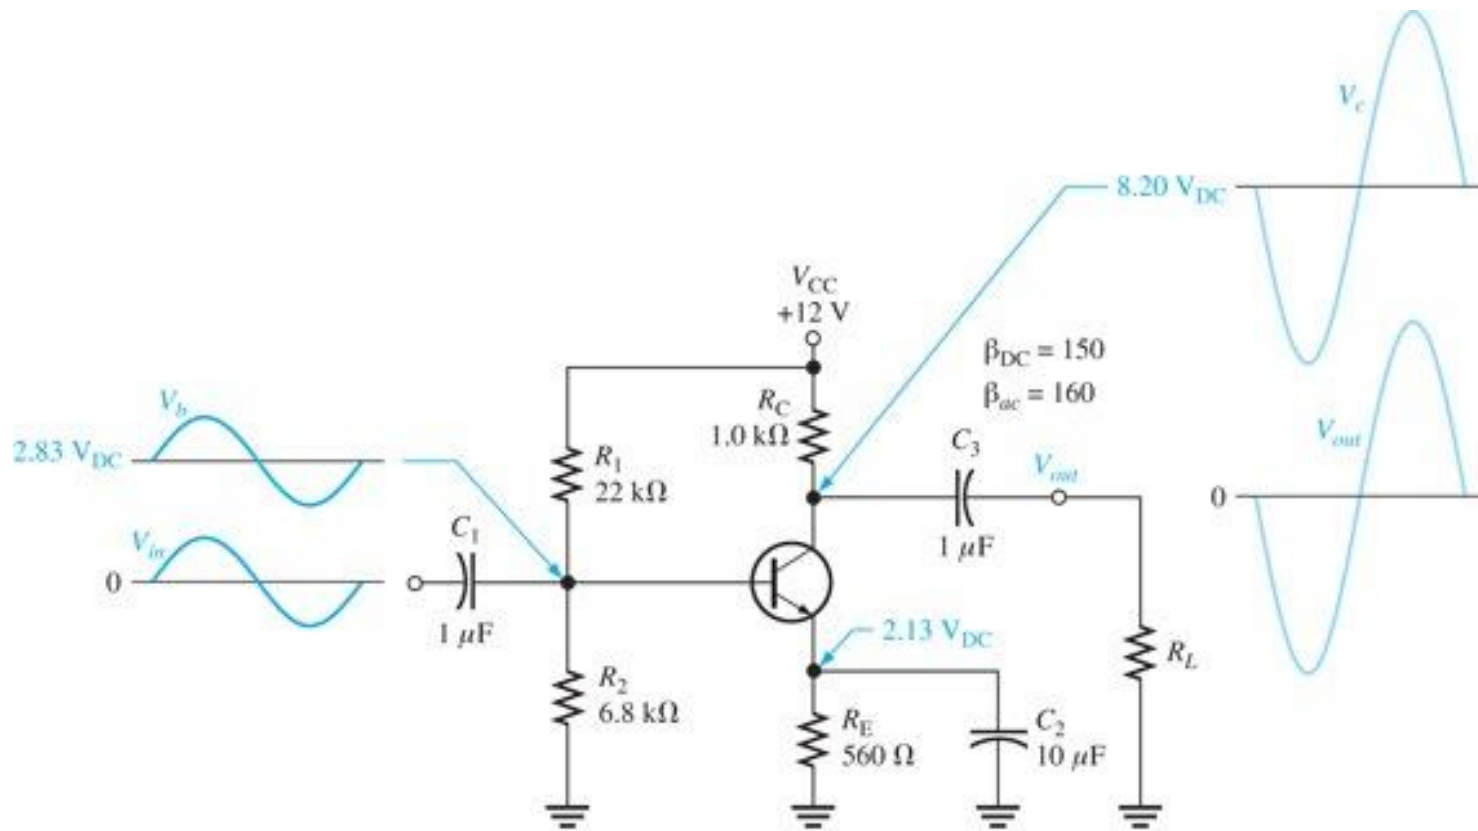 V_c
8.20 V_DC
V_CC
+12 V
β_DC = 150
β_ac = 160
V_b
2.83 V_DC
R_C
1.0 kΩ
R_1
22 kΩ
C_3
1 μF
V_out
V_out
0
V_in
0
C_1
1 μF
2.13 V_DC
R_2
6.8 kΩ
R_E
560 Ω
C_2
10 μF
R_L